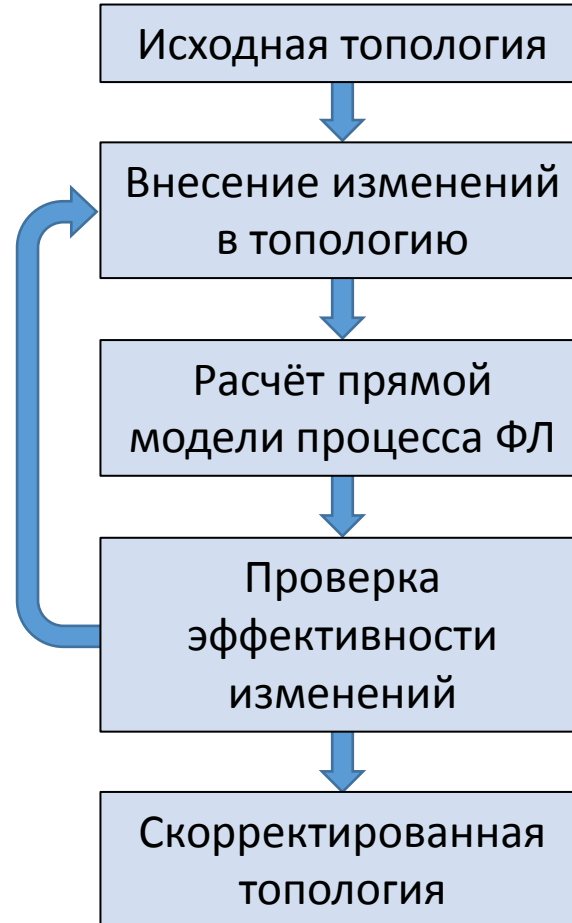 Исходная топология
Внесение изменений
в топологию
Расчёт прямой
модели процесса ФЛ
Проверка
эффективности
изменений
Скорректированная
топология